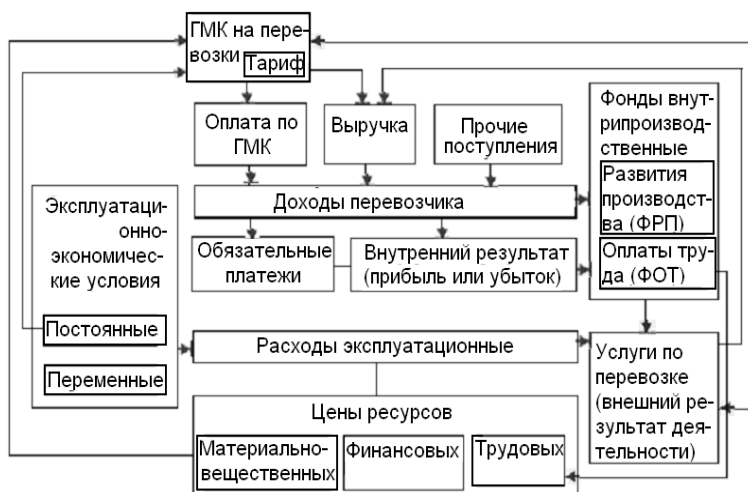 ГМК на пере-
возки
Тариф
Оплата по
ГМК
Выручка
Прочие
поступления
Фонды внут-
рипроизвод-
ственные
Развития
производст-
ва (ФРП)
Оплаты тру-
да (ФОТ)
Доходы перевозчика
Эксплуатаци-
онно-
экономичес-
кие условия
Постоянные
Переменные
Обязательные
платежи
Внутренний результат
(прибыль или убыток)
Расходы эксплуатационные
Услуги по
перевозке
(внешний ре-
зультат дея-
тельности)
Цены ресурсов
Материально-
вещественных
Финансовых
Трудовых